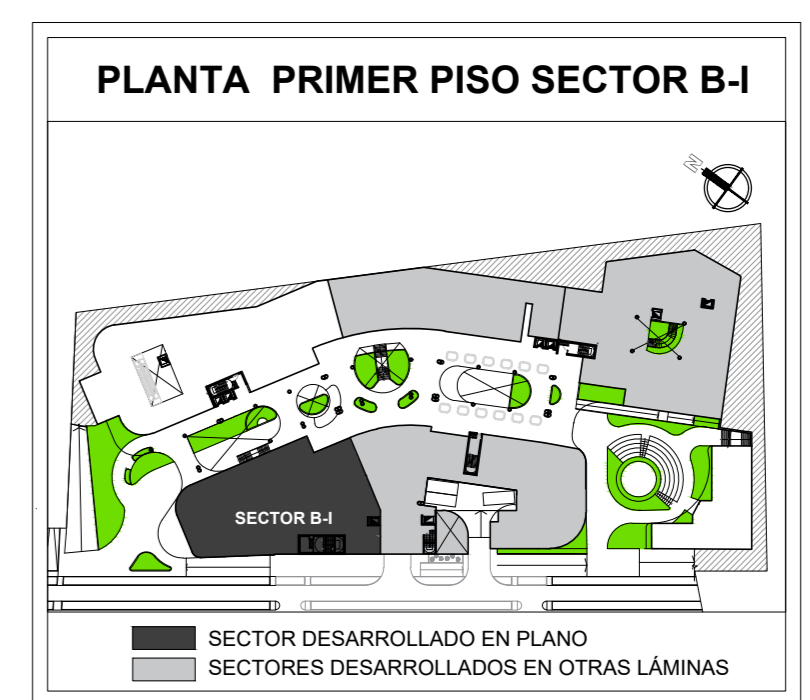 PLANTA PRIMER PISO SECTOR B-I
N
SECTOR B-I
SECTOR DESARROLLADO EN PLANO
SECTORES DESARROLLADOS EN OTRAS LÁMINAS